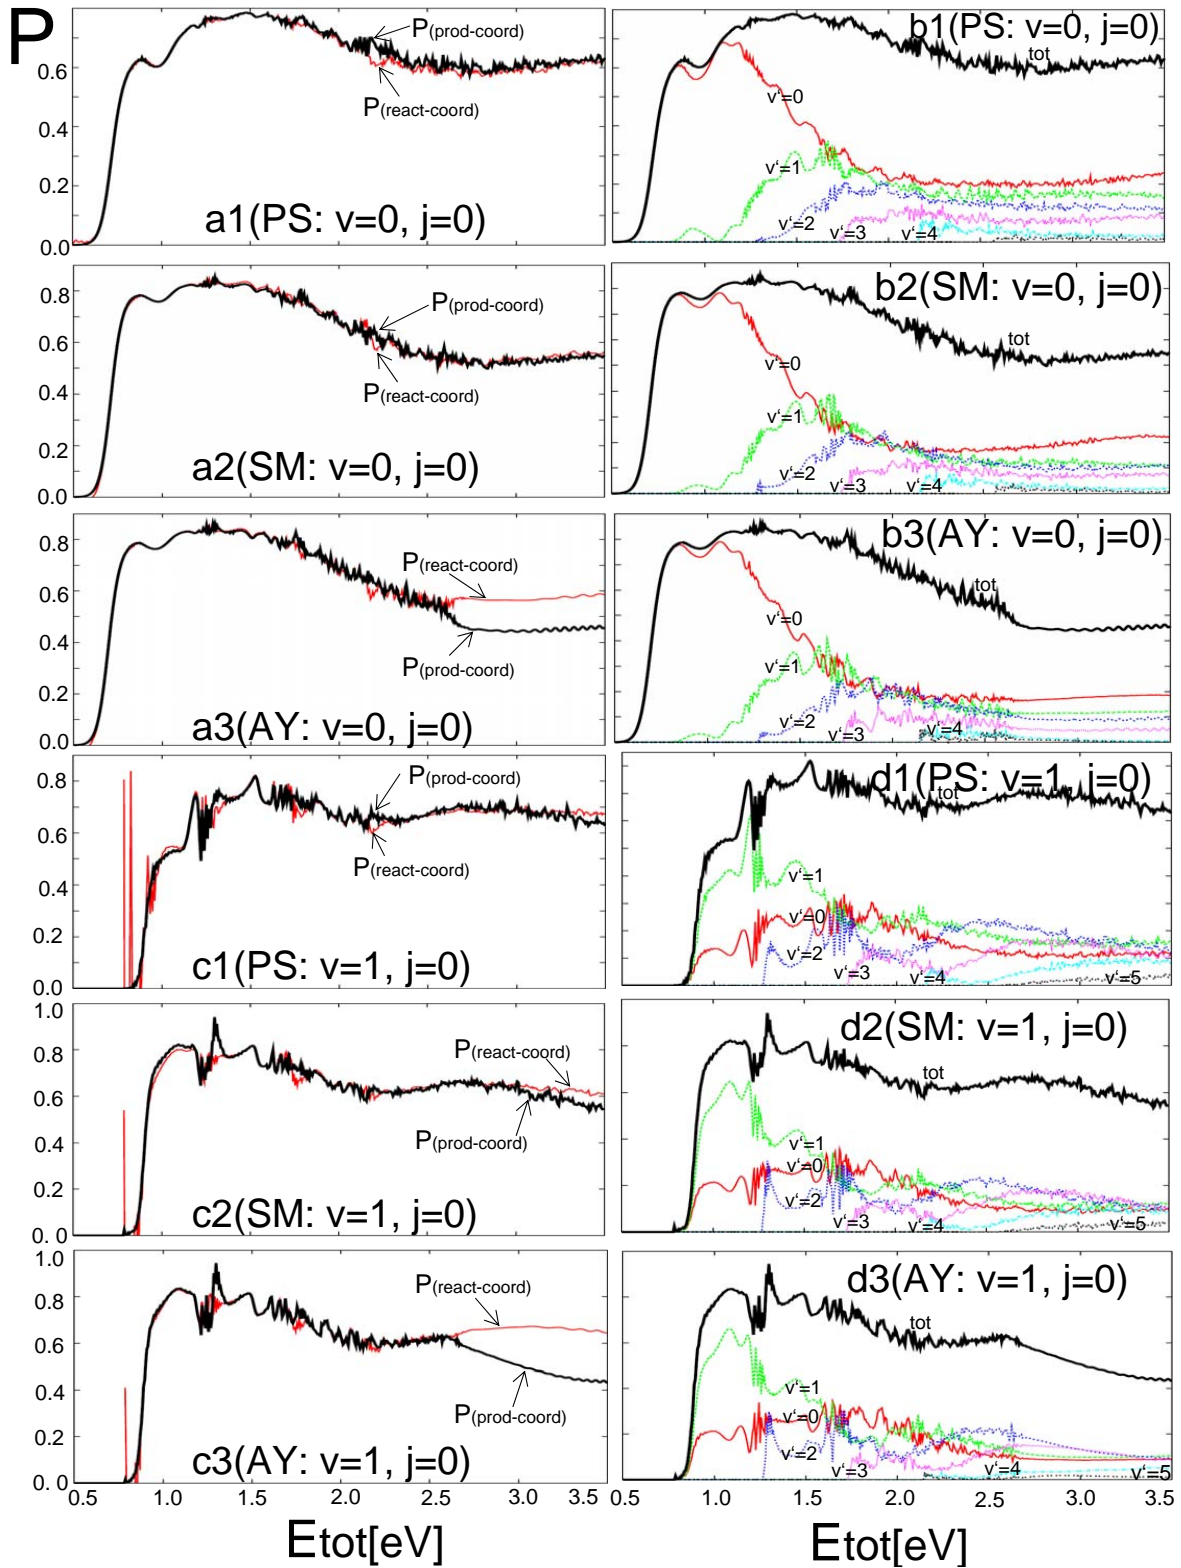 P
P(prod-coord)
P(react-coord)
0.6
0.4
0.2
0.0
a1(PS: v=0, j=0)
b1(PS: v=0, j=0)
tot
v'=0
v'=1
v'=2
v'=3
v'=4
0.8
0.6
0.4
0.2
0.0
P(prod-coord)
P(react-coord)
a2(SM: v=0, j=0)
b2(SM: v=0, j=0)
tot
v'=0
v'=1
v'=2
v'=3
v'=4
0.8
0.6
0.4
0.2
0.0
P(react-coord)
P(prod-coord)
a3(AY: v=0, j=0)
b3(AY: v=0, j=0)
tot
v'=0
v'=1
v'=2
v'=3
v'=4
0.8
0.6
0.4
0.2
0.0
P(prod-coord)
P(react-coord)
c1(PS: v=1, j=0)
d1(PS: v=1, j=0)
tot
v'=1
v'=0
v'=2
v'=3
v'=4
v'=5
1.0
0.8
0.6
0.4
0.2
0.0
P(react-coord)
P(prod-coord)
c2(SM: v=1, j=0)
d2(SM: v=1, j=0)
tot
v'=1
v'=0
v'=2
v'=3
v'=4
v'=5
1.0
0.8
0.6
0.4
0.2
0.0
P(react-coord)
P(prod-coord)
c3(AY: v=1, j=0)
d3(AY: v=1, j=0)
tot
v'=1
v'=0
v'=2
v'=3
v'=4
v'=5
0.5 1.0 1.5 2.0 2.5 3.0 3.5
0.5 1.0 1.5 2.0 2.5 3.0 3.5
Etot[eV]
Etot[eV]